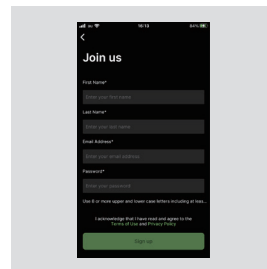 15:13
Join us
First Name*
Enter your first name
Last Name*
Enter your last name
Email Address*
Enter your email address
Password*
Enter your password
Use 8 or more upper and lower case letters including at leas...
I acknowledge that I have read and agree to the
Terms of Use and Privacy Policy
Sign up